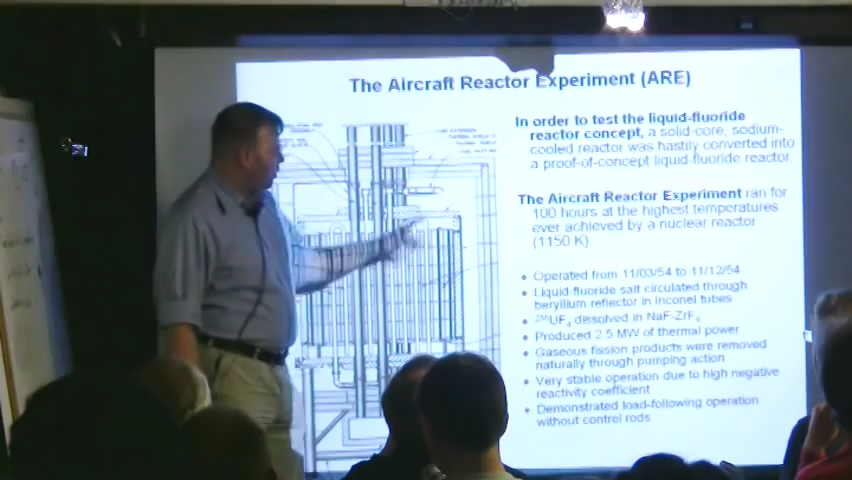 The Aircraft Reactor Experiment (ARE)
In order to test the liquid-fluoride
reactor concept, a solid-core, sodium-
cooled reactor was hastily converted into
a proof-of-concept liquid-fluoride reactor.
The Aircraft Reactor Experiment ran for
100 hours at the highest temperatures
ever achieved by a nuclear reactor
(1150 K)
Operated from 11/03/54 to 11/12/54
Liquid-fluoride salt circulated through
beryllium reflector in Inconel tubes
UF₄ dissolved in NaF-ZrF₄
Produced 2.5 MW of thermal power
Gaseous fission products were removed
naturally through pumping action
Very stable operation due to high negative
reactivity coefficient
Demonstrated load-following operation
without control rods